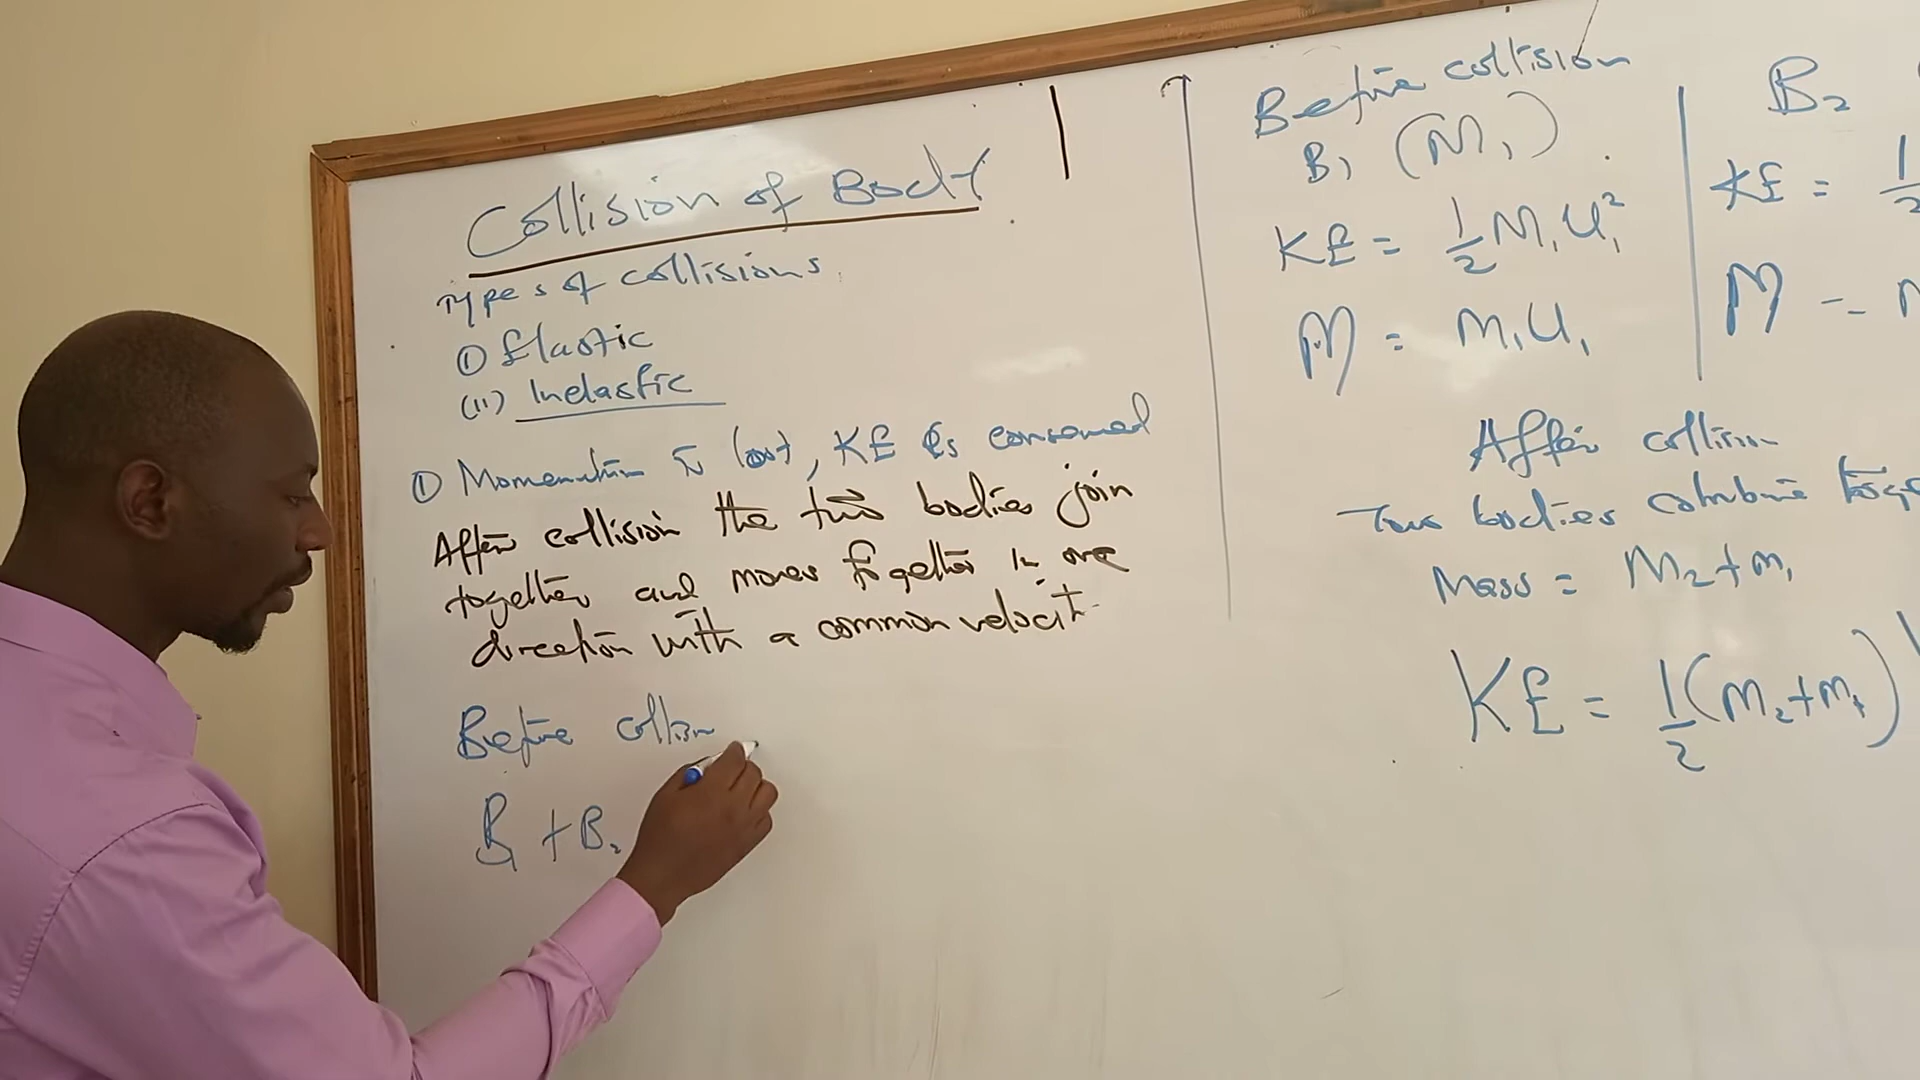 Collision of Body
Types of collisions
(i) Elastic
(ii) Inelastic
(i) Momentum is lost, KE is conserved
After collision the two bodies join
together and moves together in one
direction with a common velocity
Before collisn
B1 + B2
Before collision
B1 (M1)
KE = 1/2 M1U1²
M = M1U1
B2
KE = 1/2
M =
After collision
Two bodies combine
Mass = M2+m1
KE = 1/2 (M2+m1)